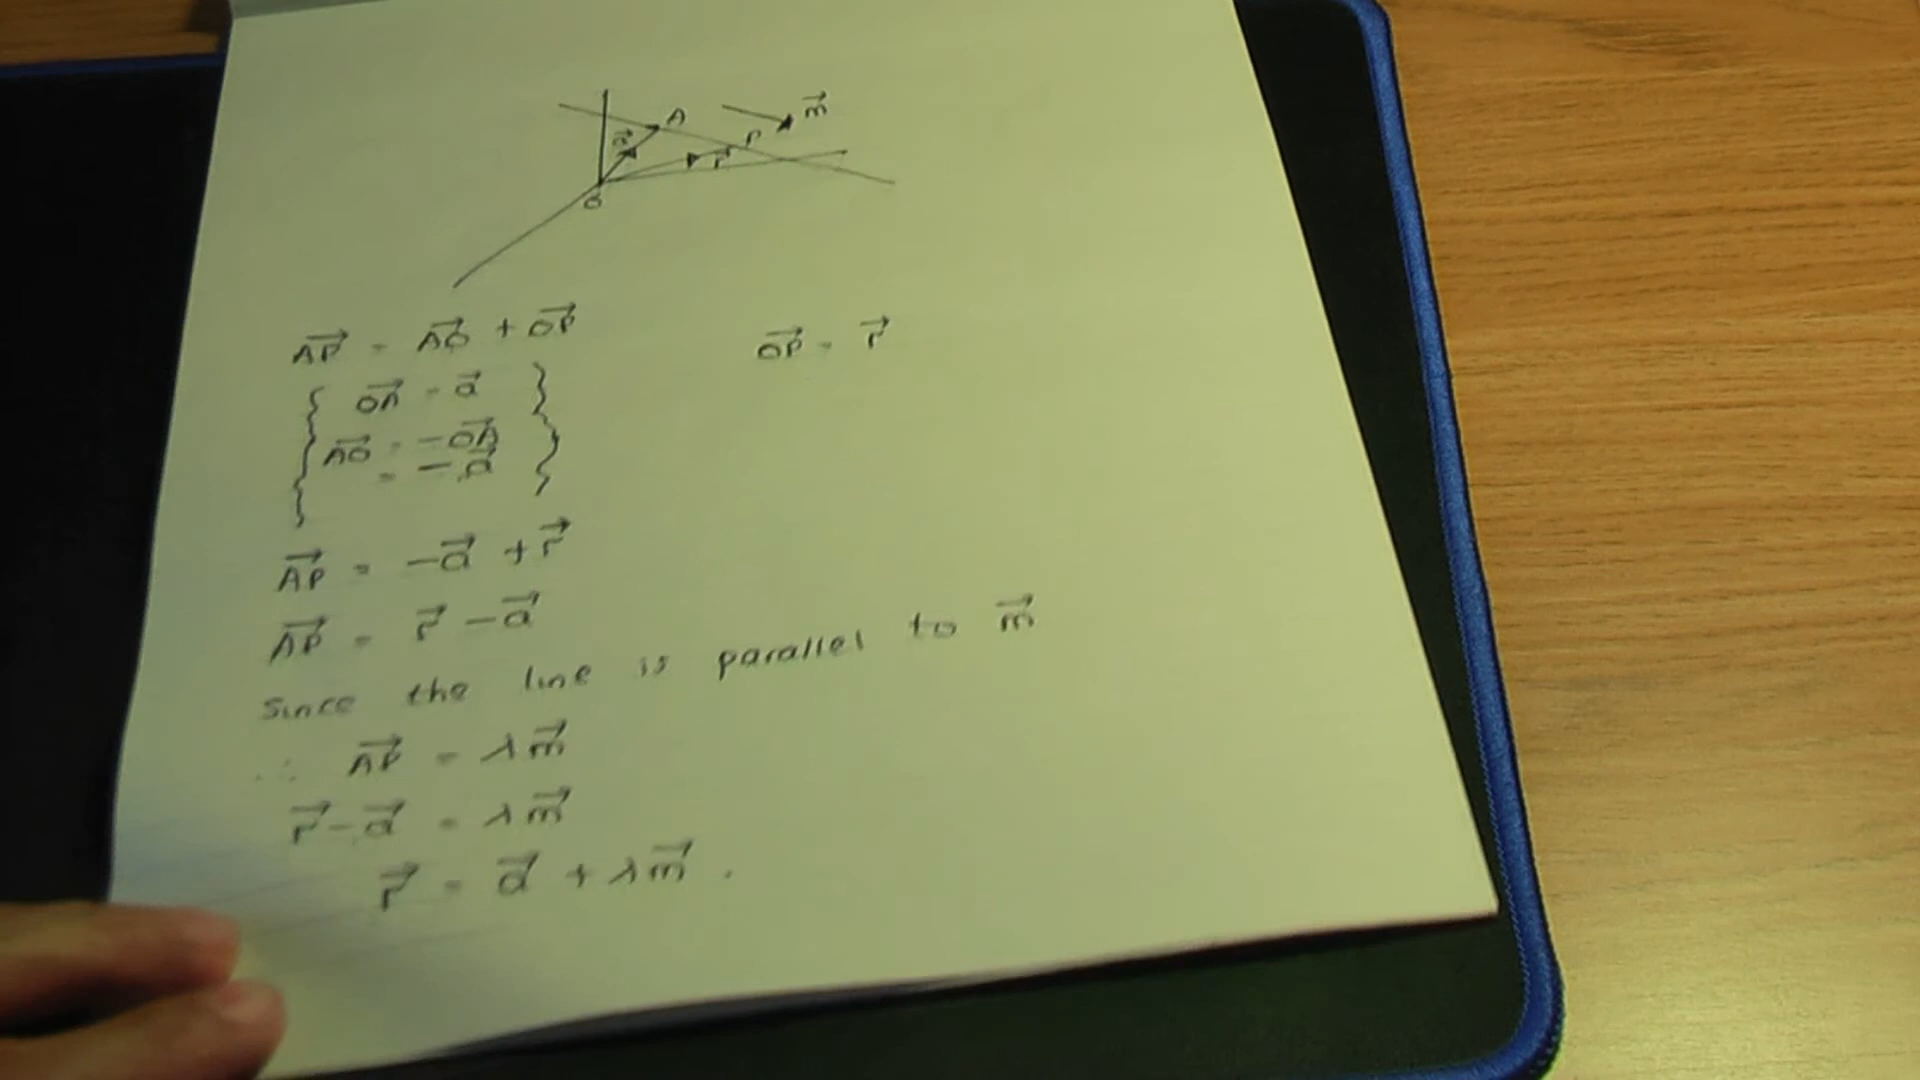 A
m⃗
a⃗
P
r⃗
O
AP⃗ = AO⃗ + OP⃗
OP⃗ = r⃗
{ OA⃗ = a⃗ }
AO⃗ = -OA⃗
= -a⃗
AP⃗ = -a⃗ + r⃗
AP⃗ = r⃗ - a⃗
Since the line is parallel to m⃗
∴ AP⃗ = λm⃗
r⃗ - a⃗ = λm⃗
r⃗ = a⃗ + λm⃗ .